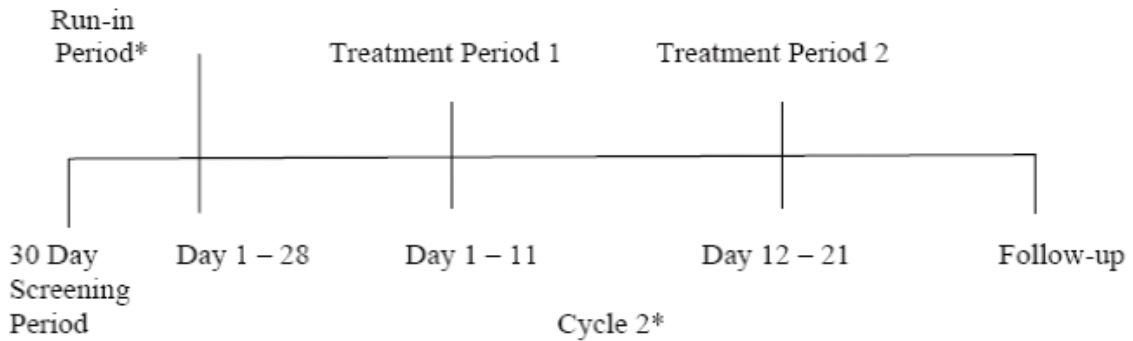 Run-in
Period*
Treatment Period 1
Treatment Period 2
30 Day
Screening
Period
Day 1 – 28
Day 1 – 11
Day 12 – 21
Follow-up
Cycle 2*